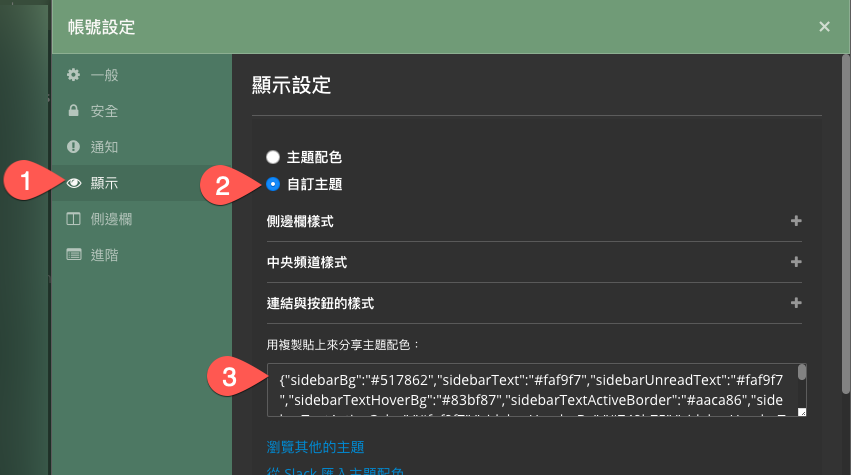 帳號設定
×
一般
安全
通知
顯示
側邊欄
進階
1
顯示設定
主題配色
2
自訂主題
側邊欄樣式
中央頻道樣式
連結與按鈕的樣式
用複製貼上來分享主題配色：
3
{"sidebarBg":"#517862","sidebarText":"#faf9f7","sidebarUnreadText":"#faf9f7
","sidebarTextHoverBg":"#83bf87","sidebarTextActiveBorder":"#aaca86","side
瀏覽其他的主題
從 Slack 匯入主題配色